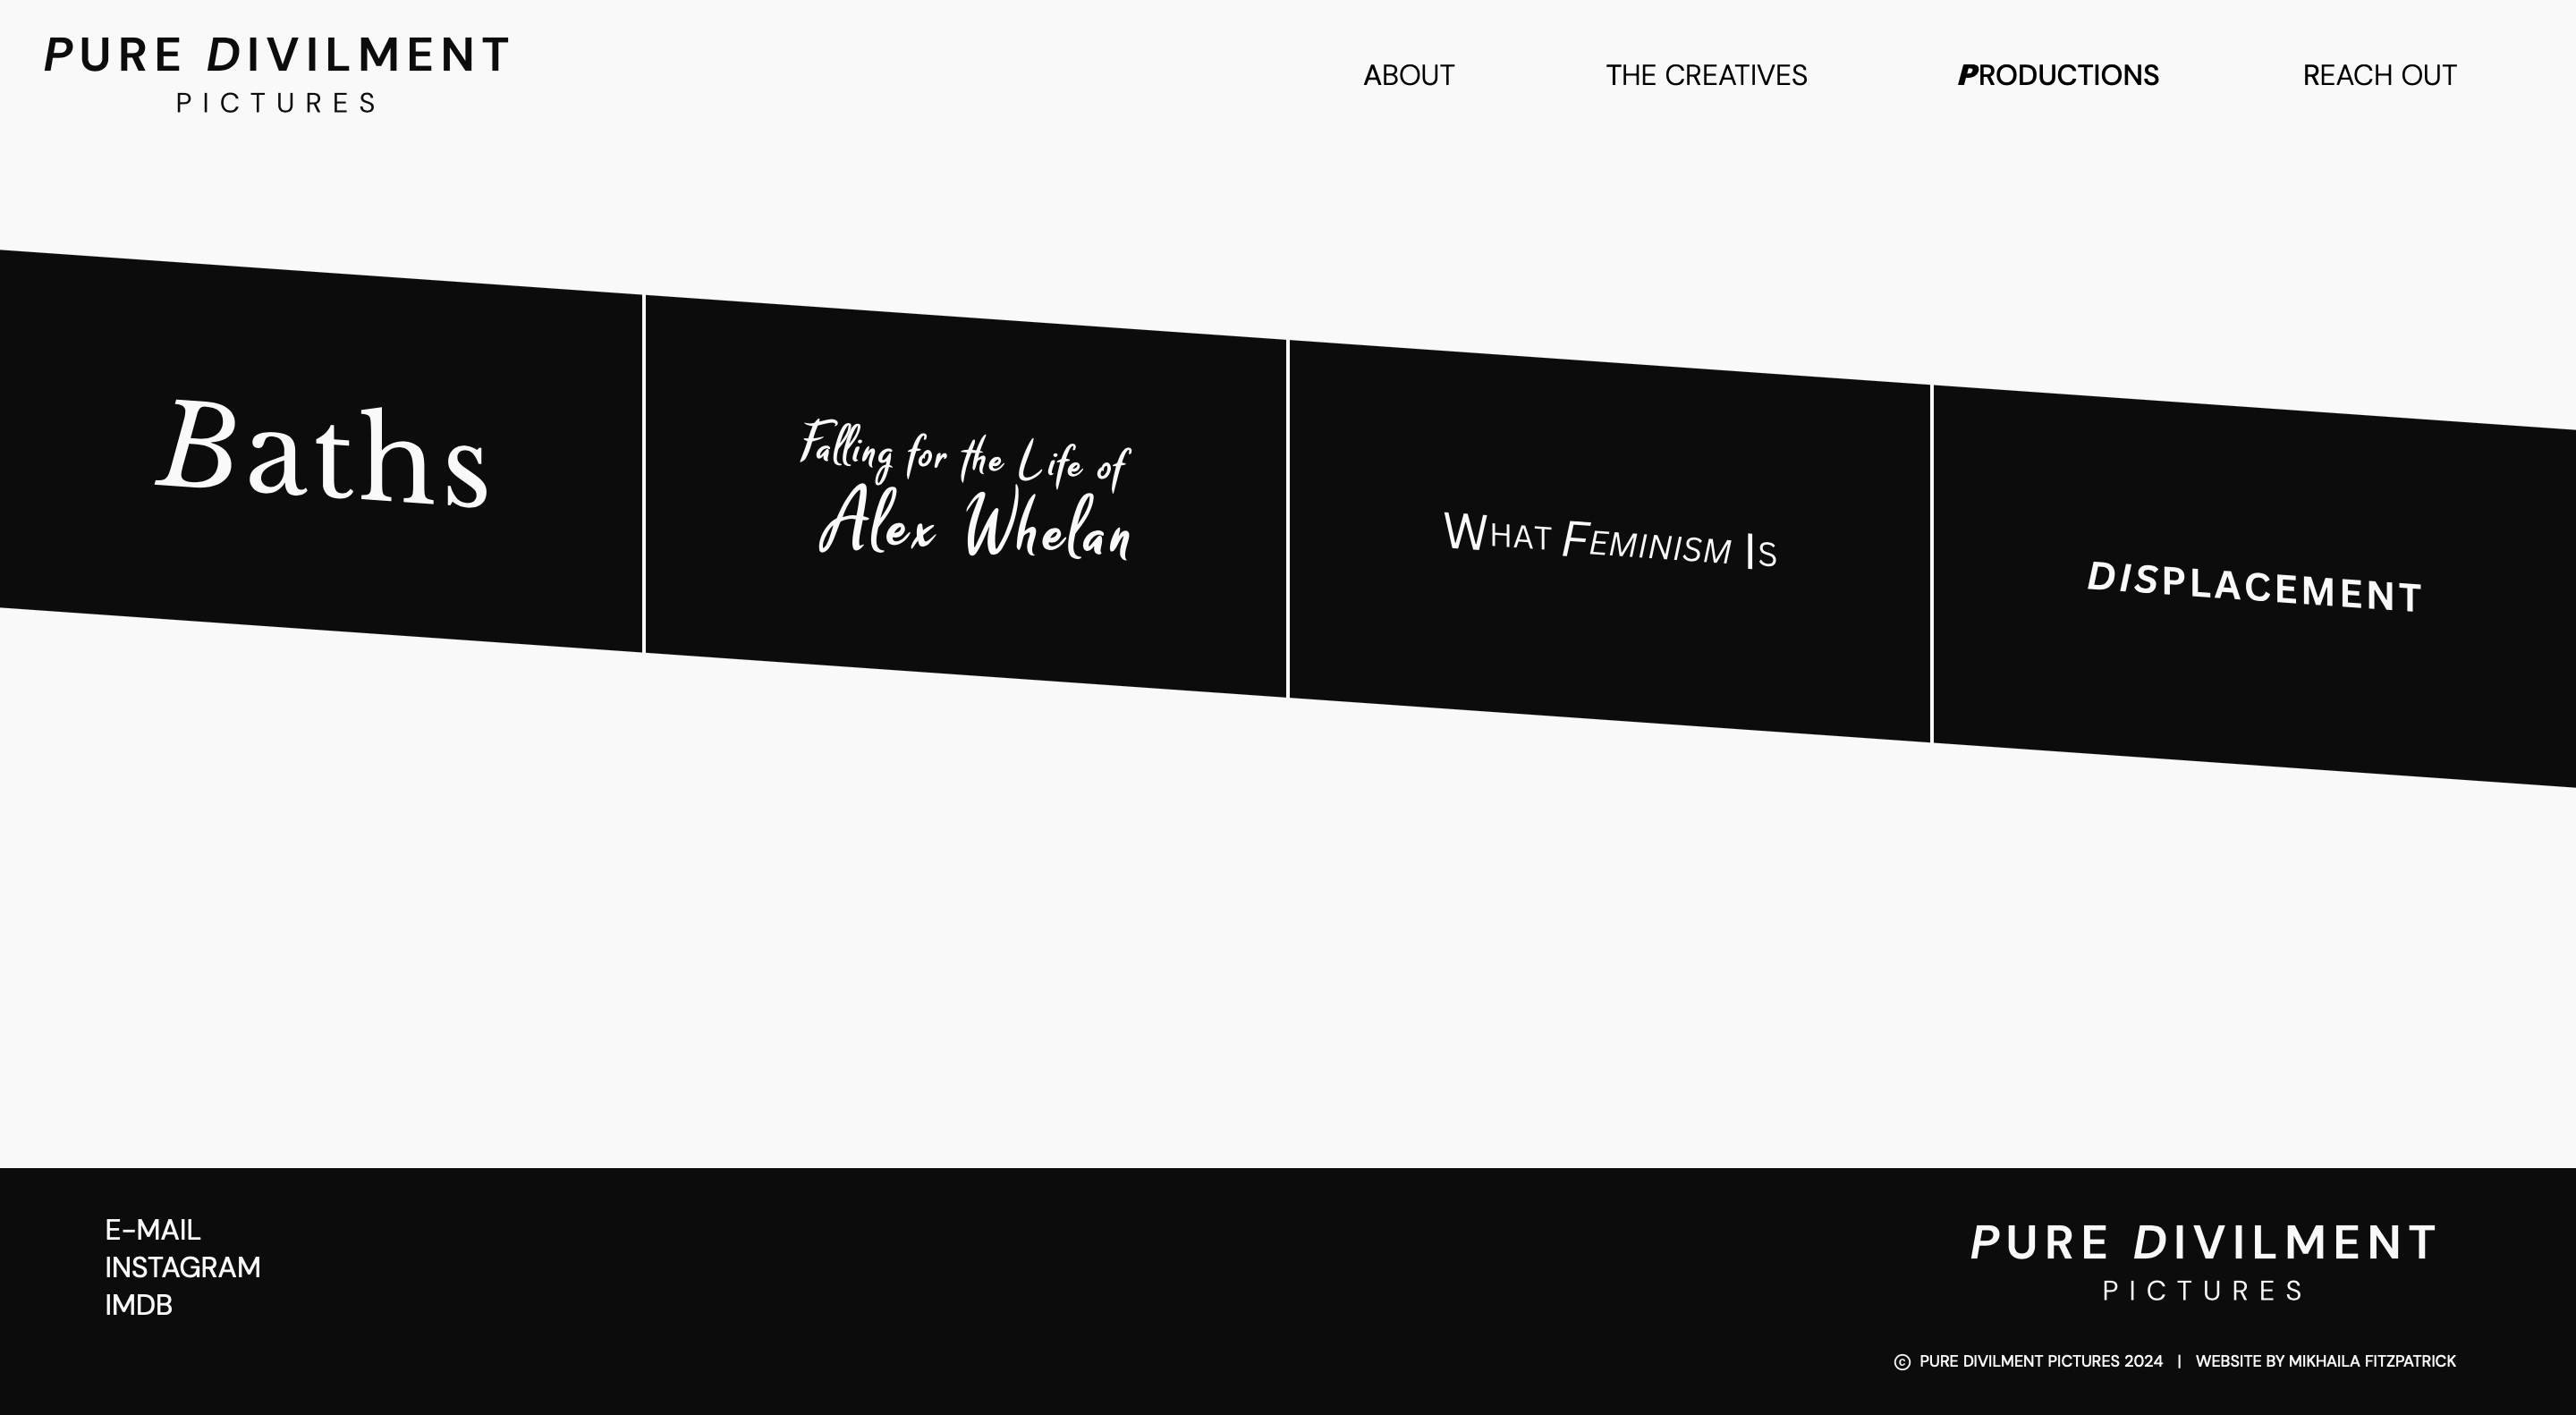 PURE DIVILMENT
PICTURES
ABOUT
THE CREATIVES
PRODUCTIONS
REACH OUT
Baths
Falling for the Life of
Alex Whelan
WHAT FEMINISM IS
DISPLACEMENT
E-MAIL
INSTAGRAM
IMDB
PURE DIVILMENT
PICTURES
© PURE DIVILMENT PICTURES 2024 | WEBSITE BY MIKHAILA FITZPATRICK